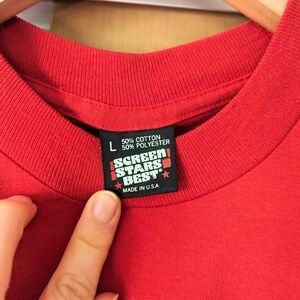 L 50% COTTON
50% POLYESTER
SCREEN
STARS
BEST
MADE IN U.S.A.